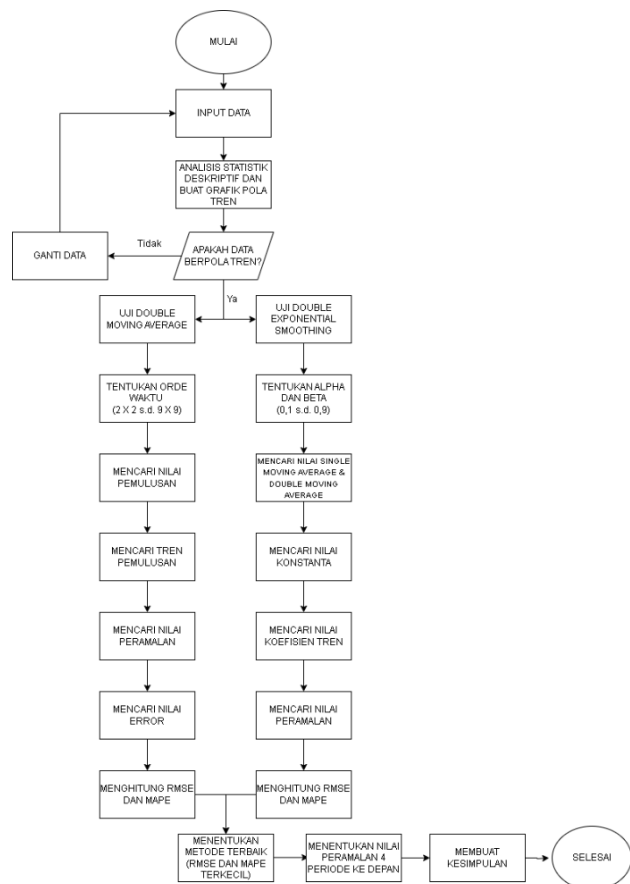 MULAI
INPUT DATA
ANALISIS STATISTIK
DESKRIPTIF DAN
BUAT GRAFIK POLA
TREN
Tidak
GANTI DATA
APAKAH DATA
BERPOLA TREN?
Ya
UJI DOUBLE
MOVING AVERAGE
UJI DOUBLE
EXPONENTIAL
SMOOTHING
TENTUKAN ORDE
WAKTU
(2 X 2 s.d. 9 X 9)
TENTUKAN ALPHA
DAN BETA
(0,1 s.d. 0,9)
MENCARI NILAI
PEMULUSAN
MENCARI NILAI SINGLE
MOVING AVERAGE &
DOUBLE MOVING
AVERAGE
MENCARI TREN
PEMULUSAN
MENCARI NILAI
KONSTANTA
MENCARI NILAI
PERAMALAN
MENCARI NILAI
KOEFISIEN TREN
MENCARI NILAI
ERROR
MENCARI NILAI
PERAMALAN
MENGHITUNG RMSE
DAN MAPE
MENGHITUNG RMSE
DAN MAPE
MENENTUKAN
METODE TERBAIK
(RMSE DAN MAPE
TERKECIL)
MENENTUKAN NILAI
PERAMALAN 4
PERIODE KE DEPAN
MEMBUAT
KESIMPULAN
SELESAI